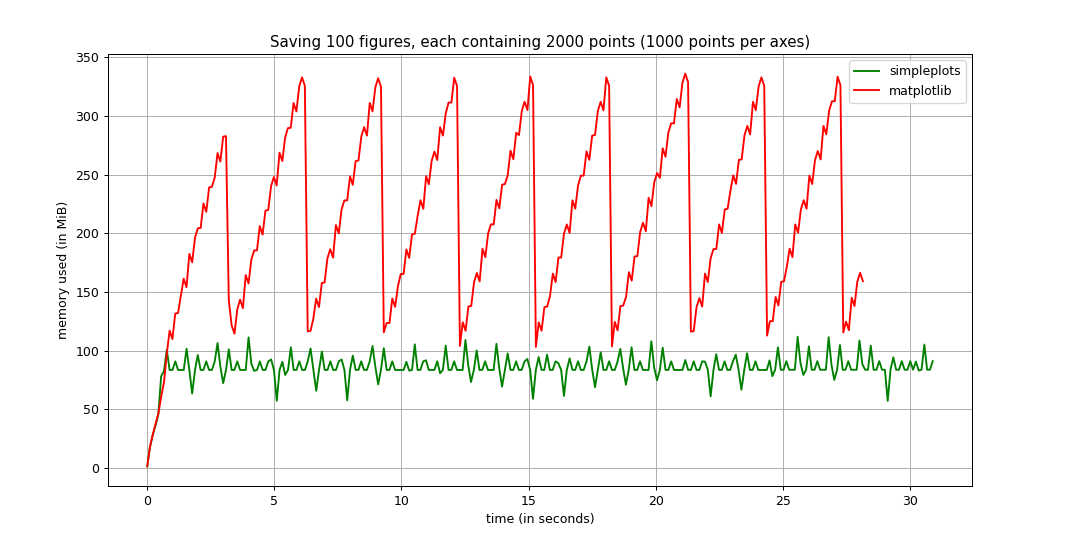 Saving 100 figures, each containing 2000 points (1000 points per axes)
simpleplots
matplotlib
memory used (in MiB)
350
300
250
200
150
100
50
0
0 5 10 15 20 25 30
time (in seconds)